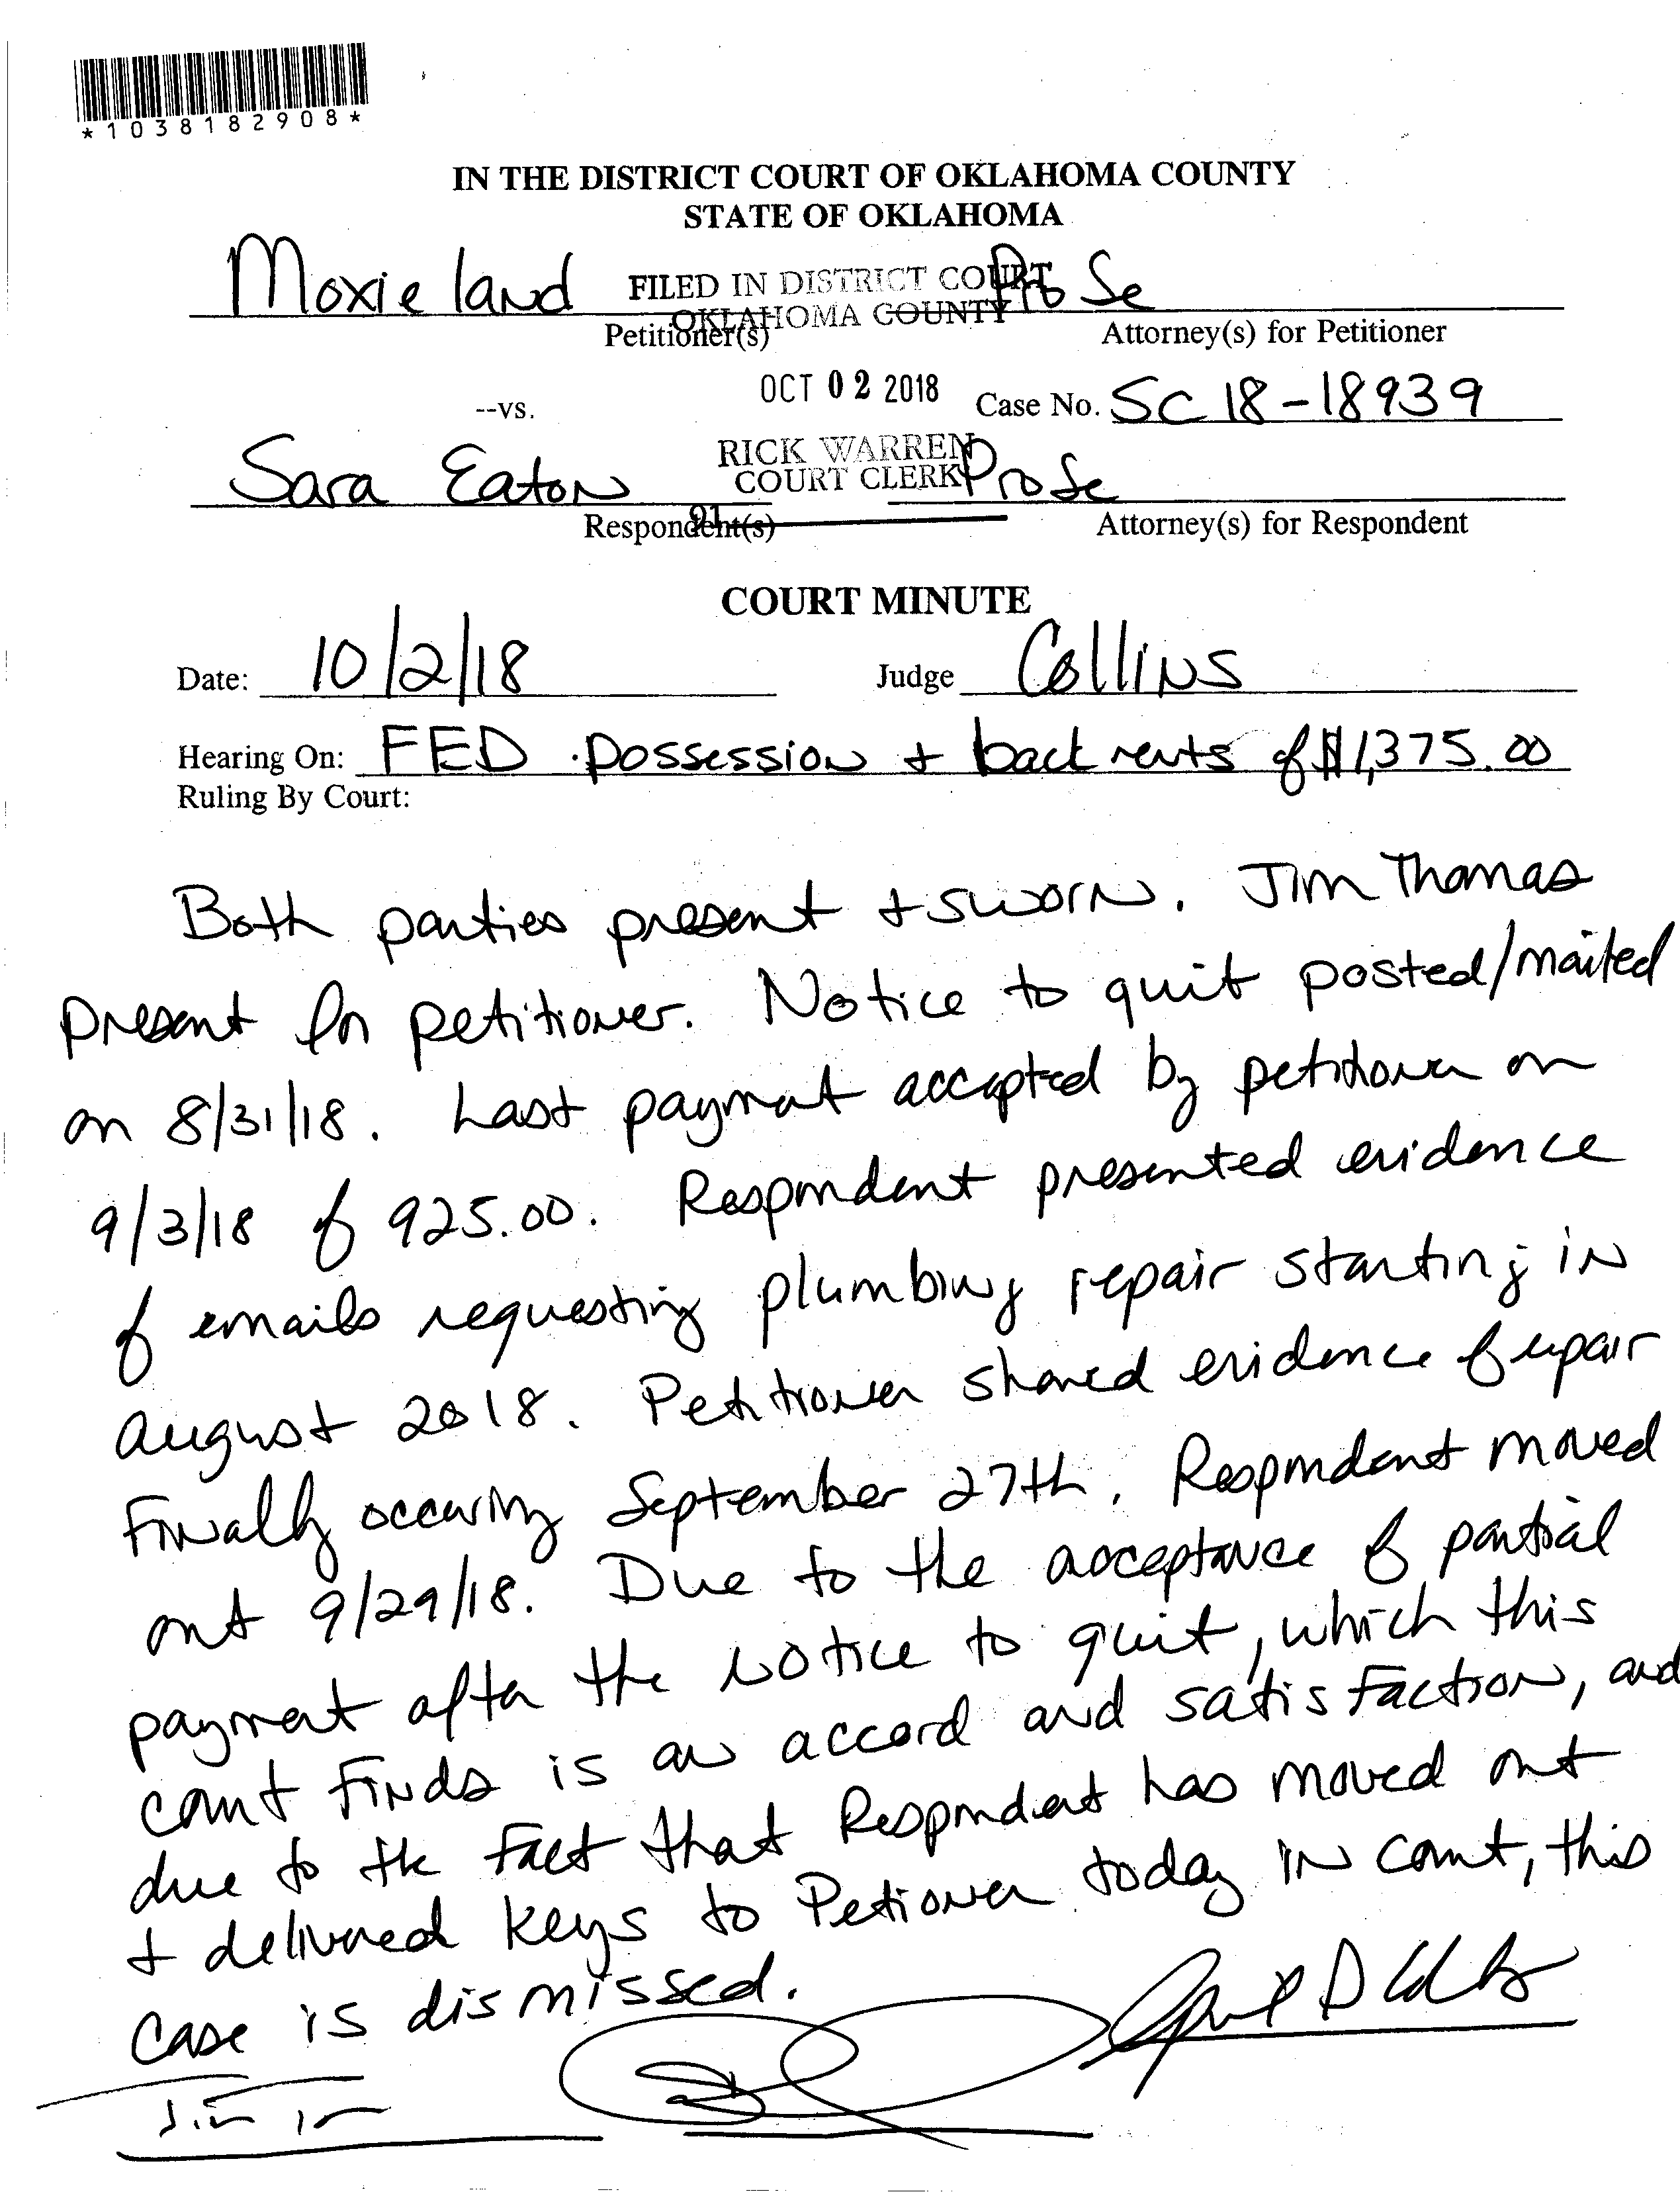 *1038182908*
IN THE DISTRICT COURT OF OKLAHOMA COUNTY
STATE OF OKLAHOMA
Moxie land FILED IN DISTRICT COURT Pro Se
OKLAHOMA COUNTY
Petitioner(s) Attorney(s) for Petitioner
OCT 02 2018
--vs. Case No. SC 18-18939
RICK WARREN
COURT CLERK
Sara Eaton Pro Se
91
Respondent(s) Attorney(s) for Respondent
COURT MINUTE
Date: 10/2/18 Judge Collins
Hearing On: FED possession + back rents of $1,375.00
Ruling By Court:
Both parties present + sworn. Jim Thomas
present for petitioner. Notice to quit posted/mailed
on 8/31/18. Last payment accepted by petitioner on
9/3/18 of 925.00. Respondent presented evidence
of emails requesting plumbing repair starting in
august 2018. Petitioner shared evidence of repair
finally occuring September 27th. Respondent moved
out 9/29/18. Due to the acceptance of partial
payment after the notice to quit, which this
court finds is an accord and satisfaction, and
due to the fact that Respondent has moved out
+ delivered keys to Petioner today in court, this
case is dismissed.